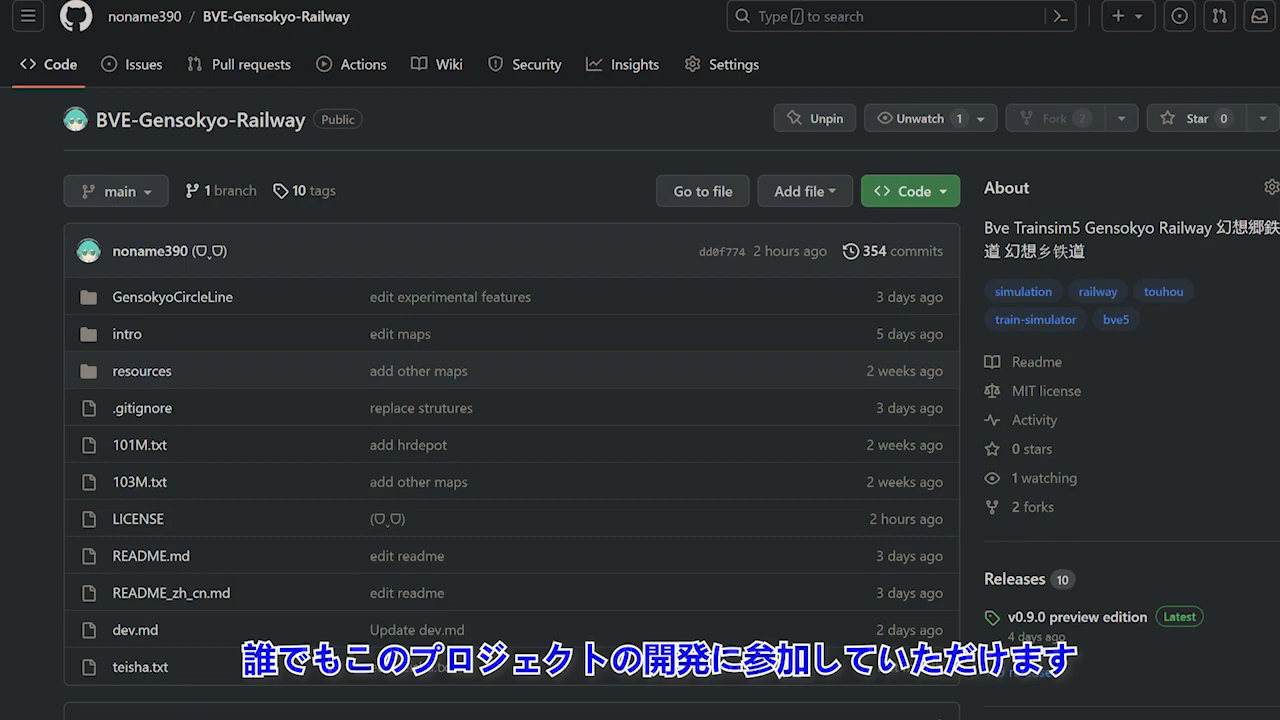 noname390 / BVE-Gensokyo-Railway
Type / to search
Code Issues Pull requests Actions Wiki Security Insights Settings
BVE-Gensokyo-Railway Public
Unpin Unwatch 1 Fork 2 Star 0
main 1 branch 10 tags
Go to file Add file Code
noname390 (ᗜˬᗜ) dd0f774 2 hours ago 354 commits
GensokyoCircleLine edit experimental features 3 days ago
intro edit maps 5 days ago
resources add other maps 2 weeks ago
.gitignore replace strutures 3 days ago
101M.txt add hrdepot 2 weeks ago
103M.txt add other maps 2 weeks ago
LICENSE (ᗜˬᗜ) 2 hours ago
README.md edit readme 3 days ago
README_zh_cn.md edit readme 3 days ago
dev.md Update dev.md 2 days ago
teisha.txt
About
Bve Trainsim5 Gensokyo Railway 幻想郷鉄
道 幻想乡铁道
simulation railway touhou
train-simulator bve5
Readme
MIT license
Activity
0 stars
1 watching
2 forks
Releases 10
v0.9.0 preview edition Latest
4 days ago
誰でもこのプロジェクトの開発に参加していただけます